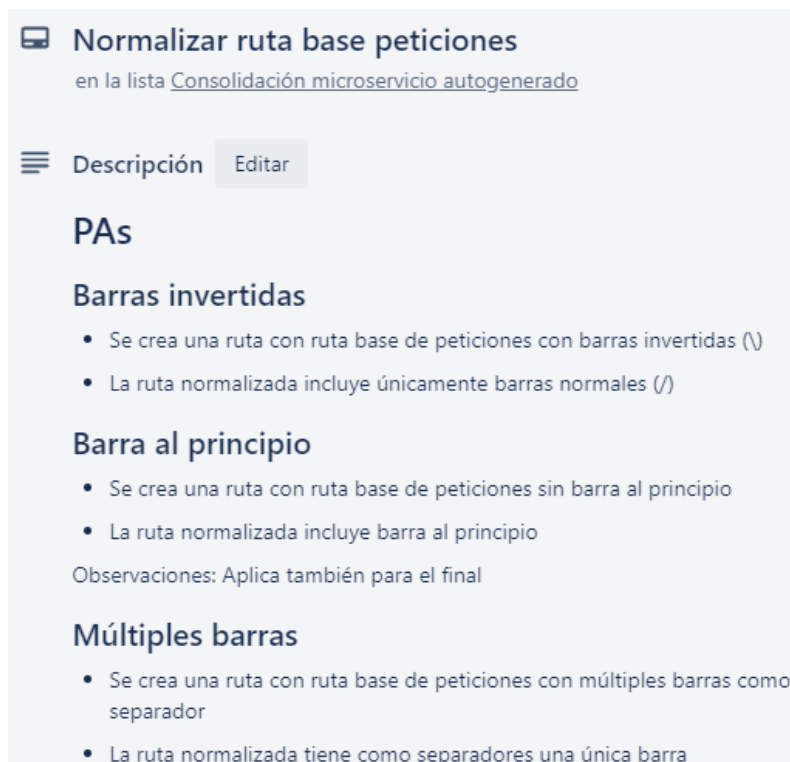 Normalizar ruta base peticiones
en la lista Consolidación microservicio autogenerado
Descripción Editar
PAs
Barras invertidas
• Se crea una ruta con ruta base de peticiones con barras invertidas (\)
• La ruta normalizada incluye únicamente barras normales (/)
Barra al principio
• Se crea una ruta con ruta base de peticiones sin barra al principio
• La ruta normalizada incluye barra al principio
Observaciones: Aplica también para el final
Múltiples barras
• Se crea una ruta con ruta base de peticiones con múltiples barras como
separador
• La ruta normalizada tiene como separadores una única barra